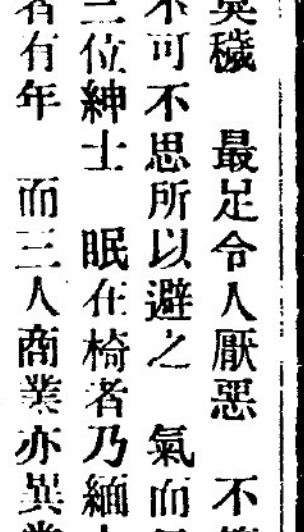 穢　最足令人厭惡　不
不可不思所以避之　氣而
三位紳士　眠在椅者乃緬
者有年　而三人商業亦異